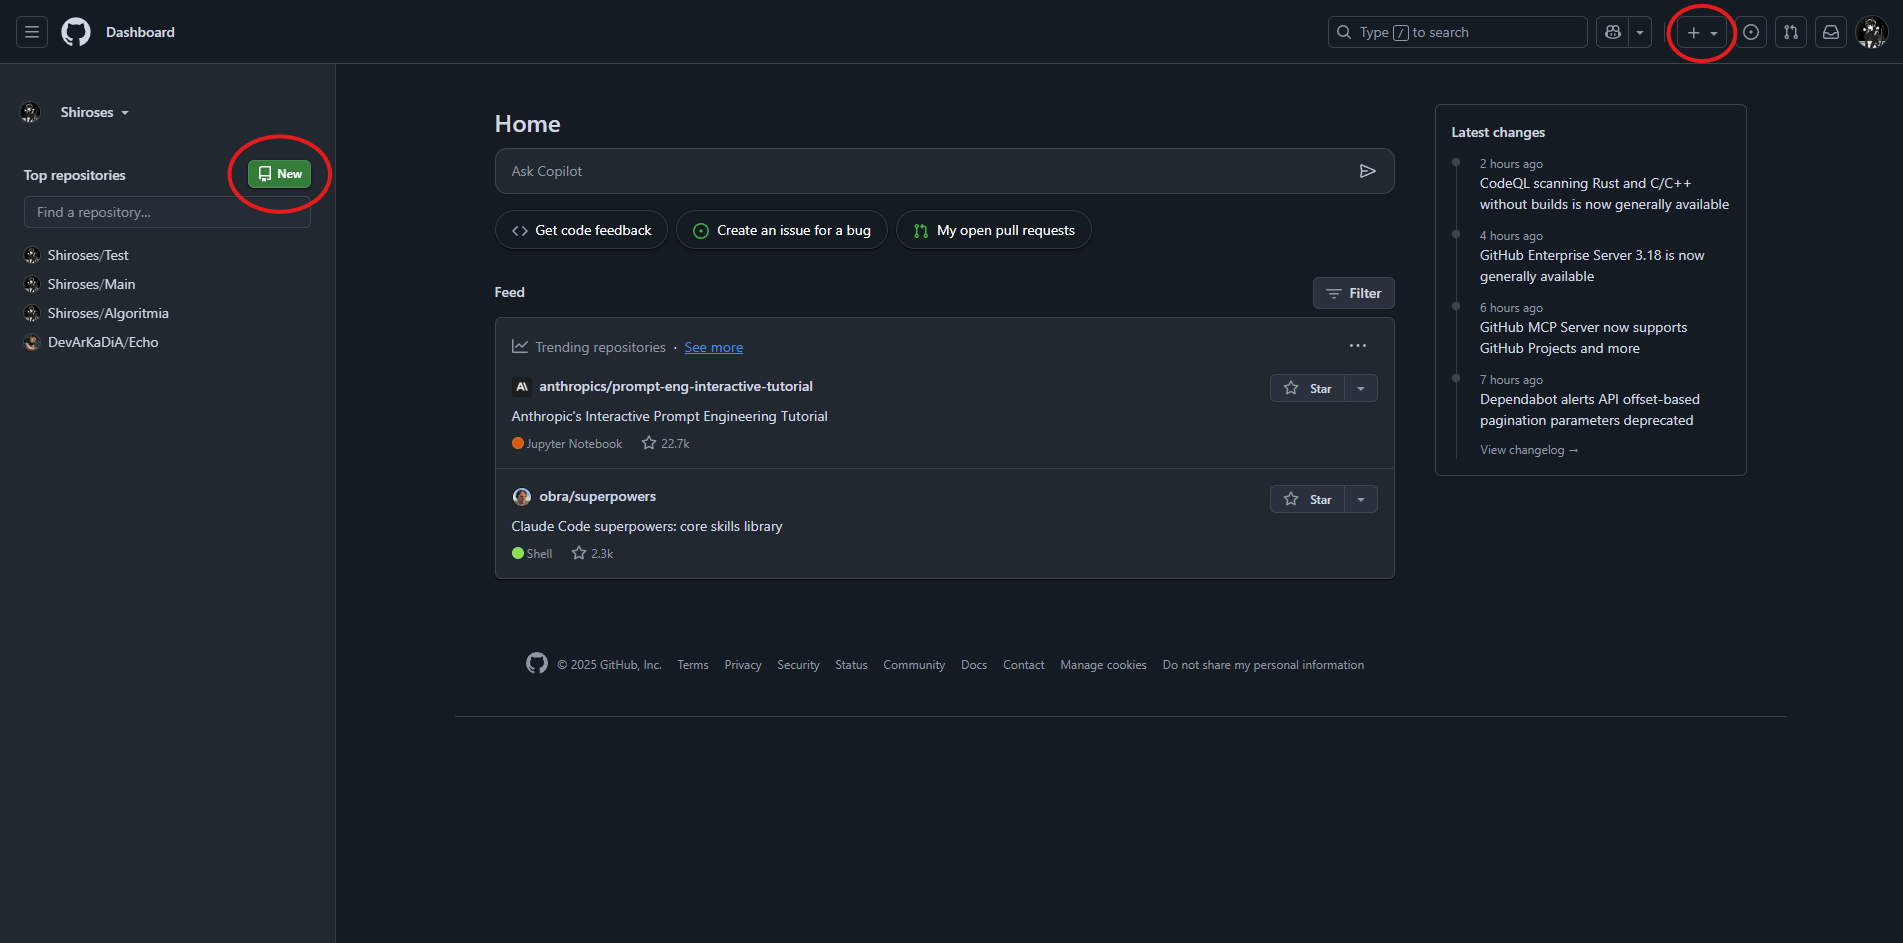 Dashboard
Type / to search
Shiroses
Top repositories
New
Find a repository...
Shiroses/Test
Shiroses/Main
Shiroses/Algoritmia
DevArKaDiA/Echo
Home
Ask Copilot
Get code feedback
Create an issue for a bug
My open pull requests
Feed
Filter
Trending repositories · See more
anthropics/prompt-eng-interactive-tutorial
Star
Anthropic's Interactive Prompt Engineering Tutorial
Jupyter Notebook 22.7k
obra/superpowers
Star
Claude Code superpowers: core skills library
Shell 2.3k
Latest changes
2 hours ago
CodeQL scanning Rust and C/C++
without builds is now generally available
4 hours ago
GitHub Enterprise Server 3.18 is now
generally available
6 hours ago
GitHub MCP Server now supports
GitHub Projects and more
7 hours ago
Dependabot alerts API offset-based
pagination parameters deprecated
View changelog →
© 2025 GitHub, Inc. Terms Privacy Security Status Community Docs Contact Manage cookies Do not share my personal information